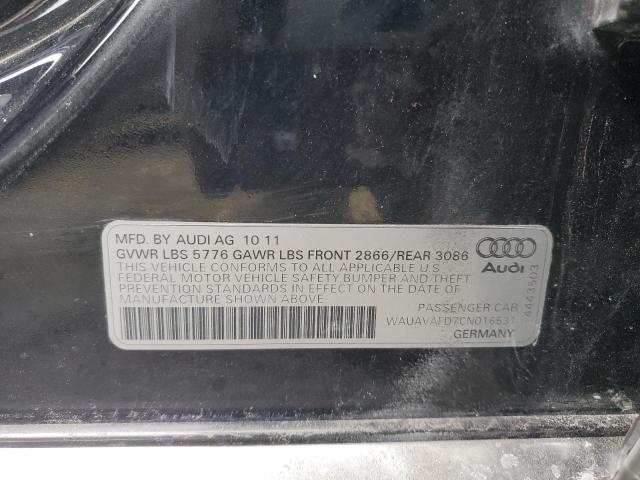 MFD. BY AUDI AG 10 11
GVWR LBS 5776 GAWR LBS FRONT 2866/REAR 3086
THIS VEHICLE CONFORMS TO ALL APPLICABLE U.S
FEDERAL MOTOR VEHICLE SAFETY BUMPER AND THEFT
PREVENTION STANDARDS IN EFFECT ON THE DATE
OF MANUFACTURE SHOWN ABOVE
Audi
PASSENGER CAR
WAUAVAFD7CN016531
GERMANY
4443503